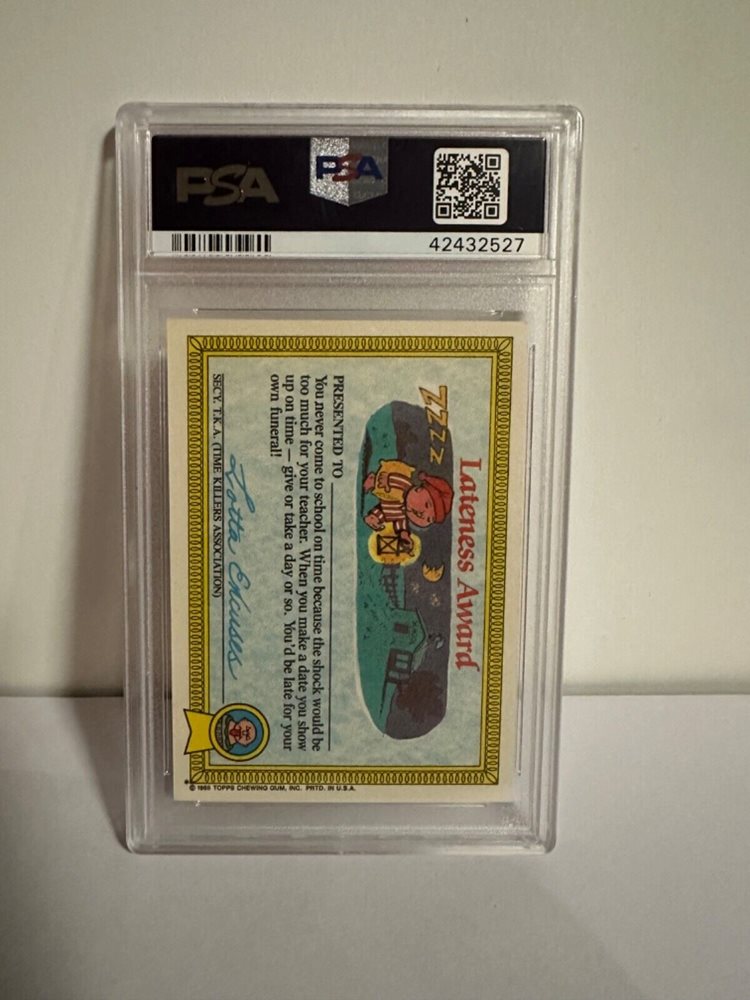 PSA
PSA
42432527
Lateness Award
ZZZZ
PRESENTED TO
You never come to school on time because the shock would be
too much for your teacher. When you make a date you show
up on time — give or take a day or so. You'd be late for your
own funeral!
Lotta Excuses
SECY. T.K.A. (TIME KILLERS ASSOCIATION)
* © 1985 TOPPS CHEWING GUM, INC. PRTD. IN U.S.A.